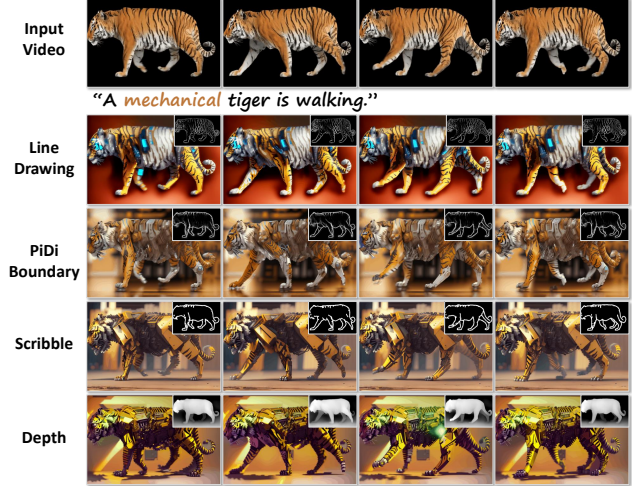 Input
Video
“A mechanical tiger is walking.”
Line
Drawing
PiDi
Boundary
Scribble
Depth